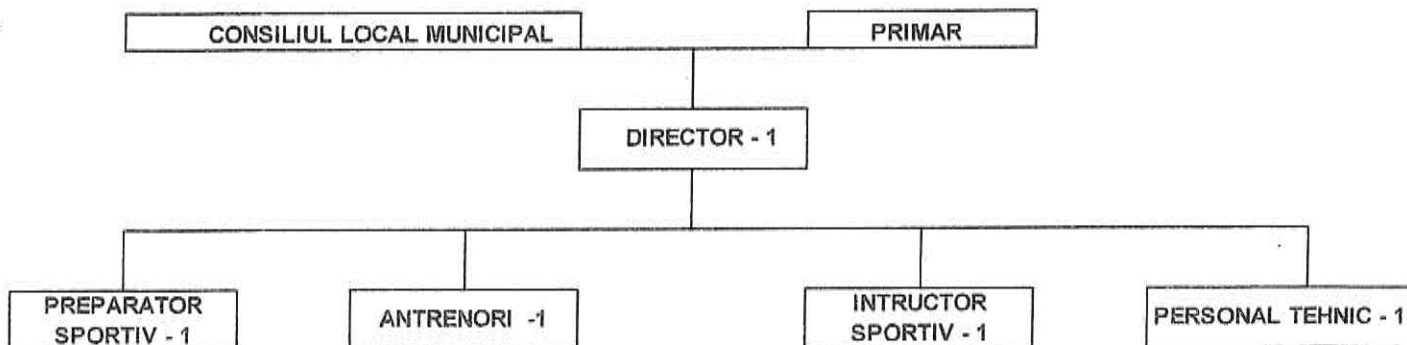 CONSILIUL LOCAL MUNICIPAL
PRIMAR
DIRECTOR - 1
PREPARATOR
SPORTIV - 1
ANTRENORI -1
INTRUCTOR
SPORTIV - 1
PERSONAL TEHNIC - 1